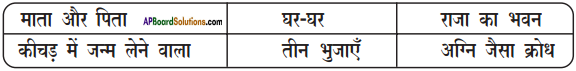 माता और पिता APBoardSolutions.com घर-घर राजा का भवन
कीचड़ में जन्म लेने वाला तीन भुजाएँ अग्नि जैसा क्रोध